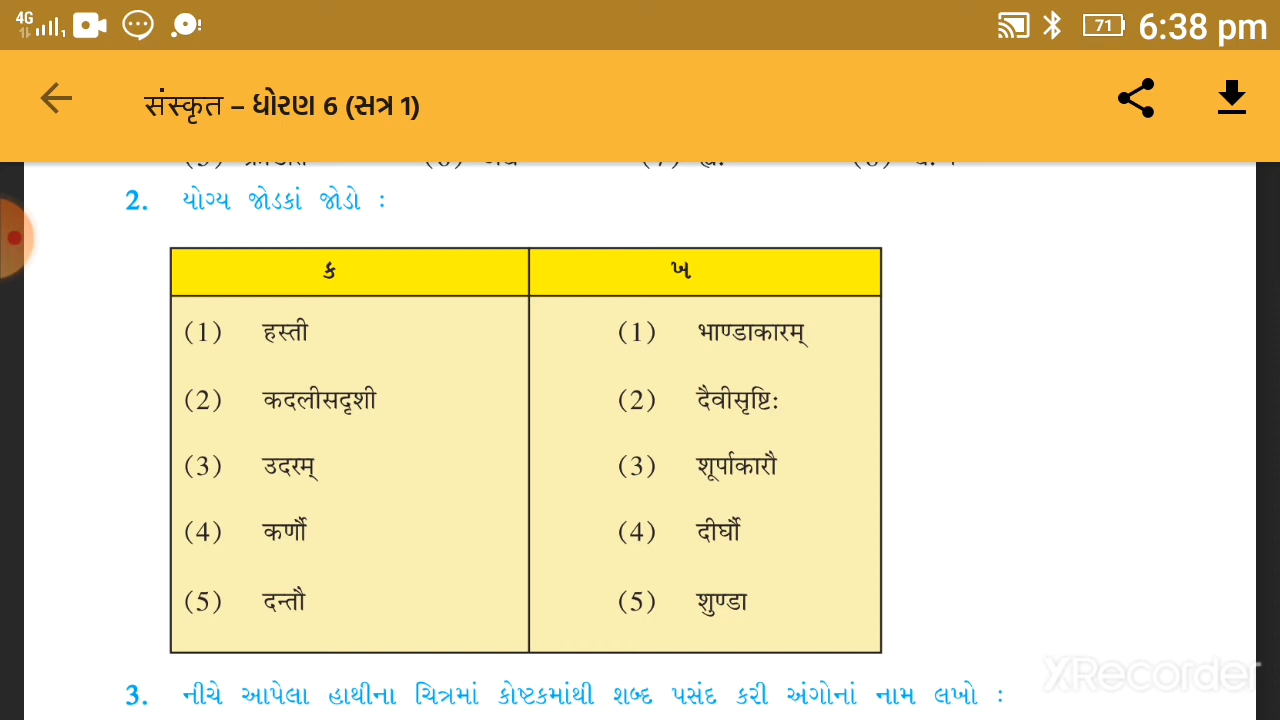 4G 71 6:38 pm
संस्कृत – ધોરણ 6 (સત્ર 1)
2. યોગ્ય જોડકાં જોડો :
ક ખ
(1) हस्ती (1) भाण्डाकारम्
(2) कदलीसदृशी (2) दैवीसृष्टिः
(3) उदरम् (3) शूर्पाकारौ
(4) कर्णौ (4) दीर्घौ
(5) दन्तौ (5) शुण्डा
XRecorder
3. નીચે આપેલા હાથીના ચિત્રમાં કોષ્ટકમાંથી શબ્દ પસંદ કરી અંગોનાં નામ લખો :